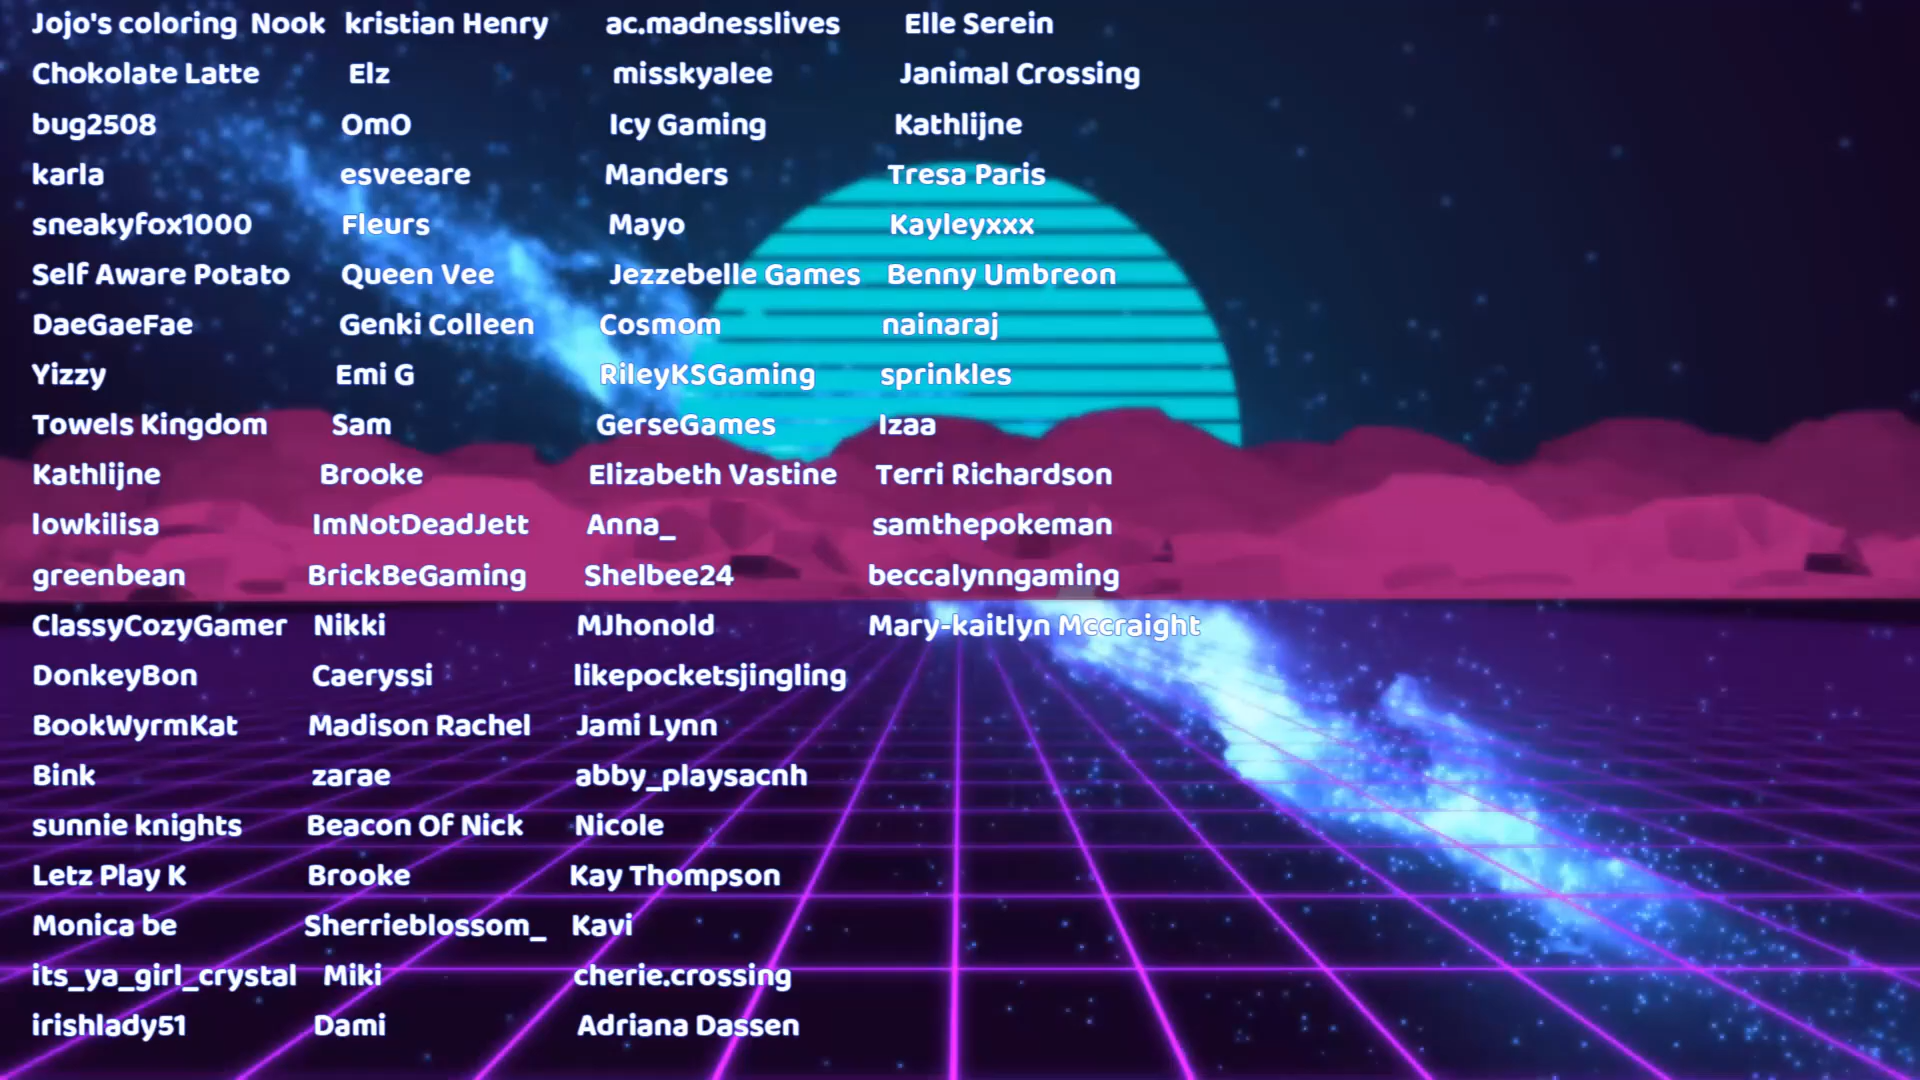 Jojo's coloring Nook kristian Henry ac.madnesslives Elle Serein
Chokolate Latte Elz misskyalee Janimal Crossing
bug2508 OmO Icy Gaming Kathlijne
karla esveeare Manders Tresa Paris
sneakyfox1000 Fleurs Mayo Kayleyxxx
Self Aware Potato Queen Vee Jezzebelle Games Benny Umbreon
DaeGaeFae Genki Colleen Cosmom nainaraj
Yizzy Emi G RileyKSGaming sprinkles
Towels Kingdom Sam GerseGames Izaa
Kathlijne Brooke Elizabeth Vastine Terri Richardson
lowkilisa ImNotDeadJett Anna_ samthepokeman
greenbean BrickBeGaming Shelbee24 beccalynngaming
ClassyCozyGamer Nikki MJhonold Mary-kaitlyn Mccraight
DonkeyBon Caeryssi likepocketsjingling
BookWyrmKat Madison Rachel Jami Lynn
Bink zarae abby_playsacnh
sunnie knights Beacon Of Nick Nicole
Letz Play K Brooke Kay Thompson
Monica be Sherrieblossom_ Kavi
its_ya_girl_crystal Miki cherie.crossing
irishlady51 Dami Adriana Dassen